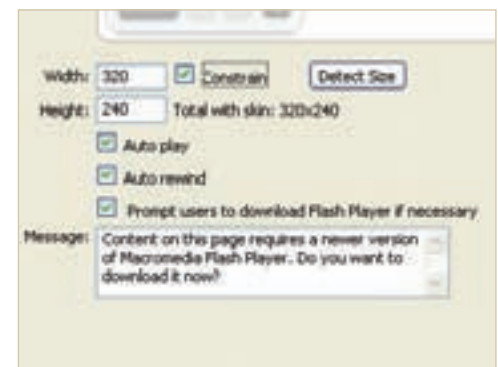 Width: 320 Constrain Detect Size
Height: 240 Total with skin: 320x240
Auto play
Auto rewind
Prompt users to download Flash Player if necessary
Message: Content on this page requires a newer version
of Macromedia Flash Player. Do you want to
download it now?